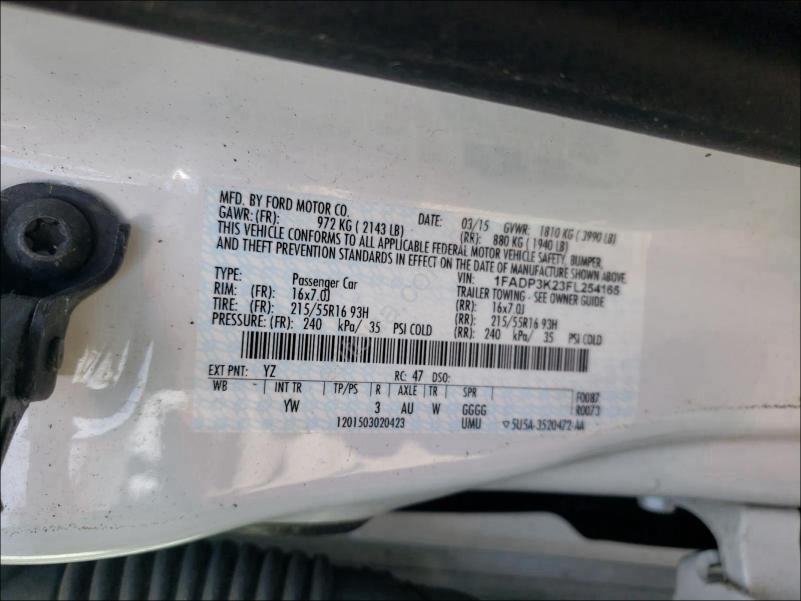 MFD. BY FORD MOTOR CO.
DATE: 03/15 GVWR: 1810 KG ( 3990 LB)
GAWR: (FR): 972 KG ( 2143 LB) (RR): 880 KG ( 1940 LB)
THIS VEHICLE CONFORMS TO ALL APPLICABLE FEDERAL MOTOR VEHICLE SAFETY, BUMPER,
AND THEFT PREVENTION STANDARDS IN EFFECT ON THE DATE OF MANUFACTURE SHOWN ABOVE.
VIN: 1FADP3K23FL254165
TYPE: Passenger Car TRAILER TOWING - SEE OWNER GUIDE
RIM: (FR): 16x7.0J (RR): 16x7.0J
TIRE: (FR): 215/55R16 93H (RR): 215/55R16 93H
PRESSURE: (FR): 240 kPa/ 35 PSI COLD (RR): 240 kPa/ 35 PSI COLD
EXT PNT: YZ RC: 47 DSO:
WB - INT TR TP/PS R AXLE TR SPR F0087
YW 3 AU W GGGG R0073
1201503020423 UMU ▽5U5A-3520472-AA